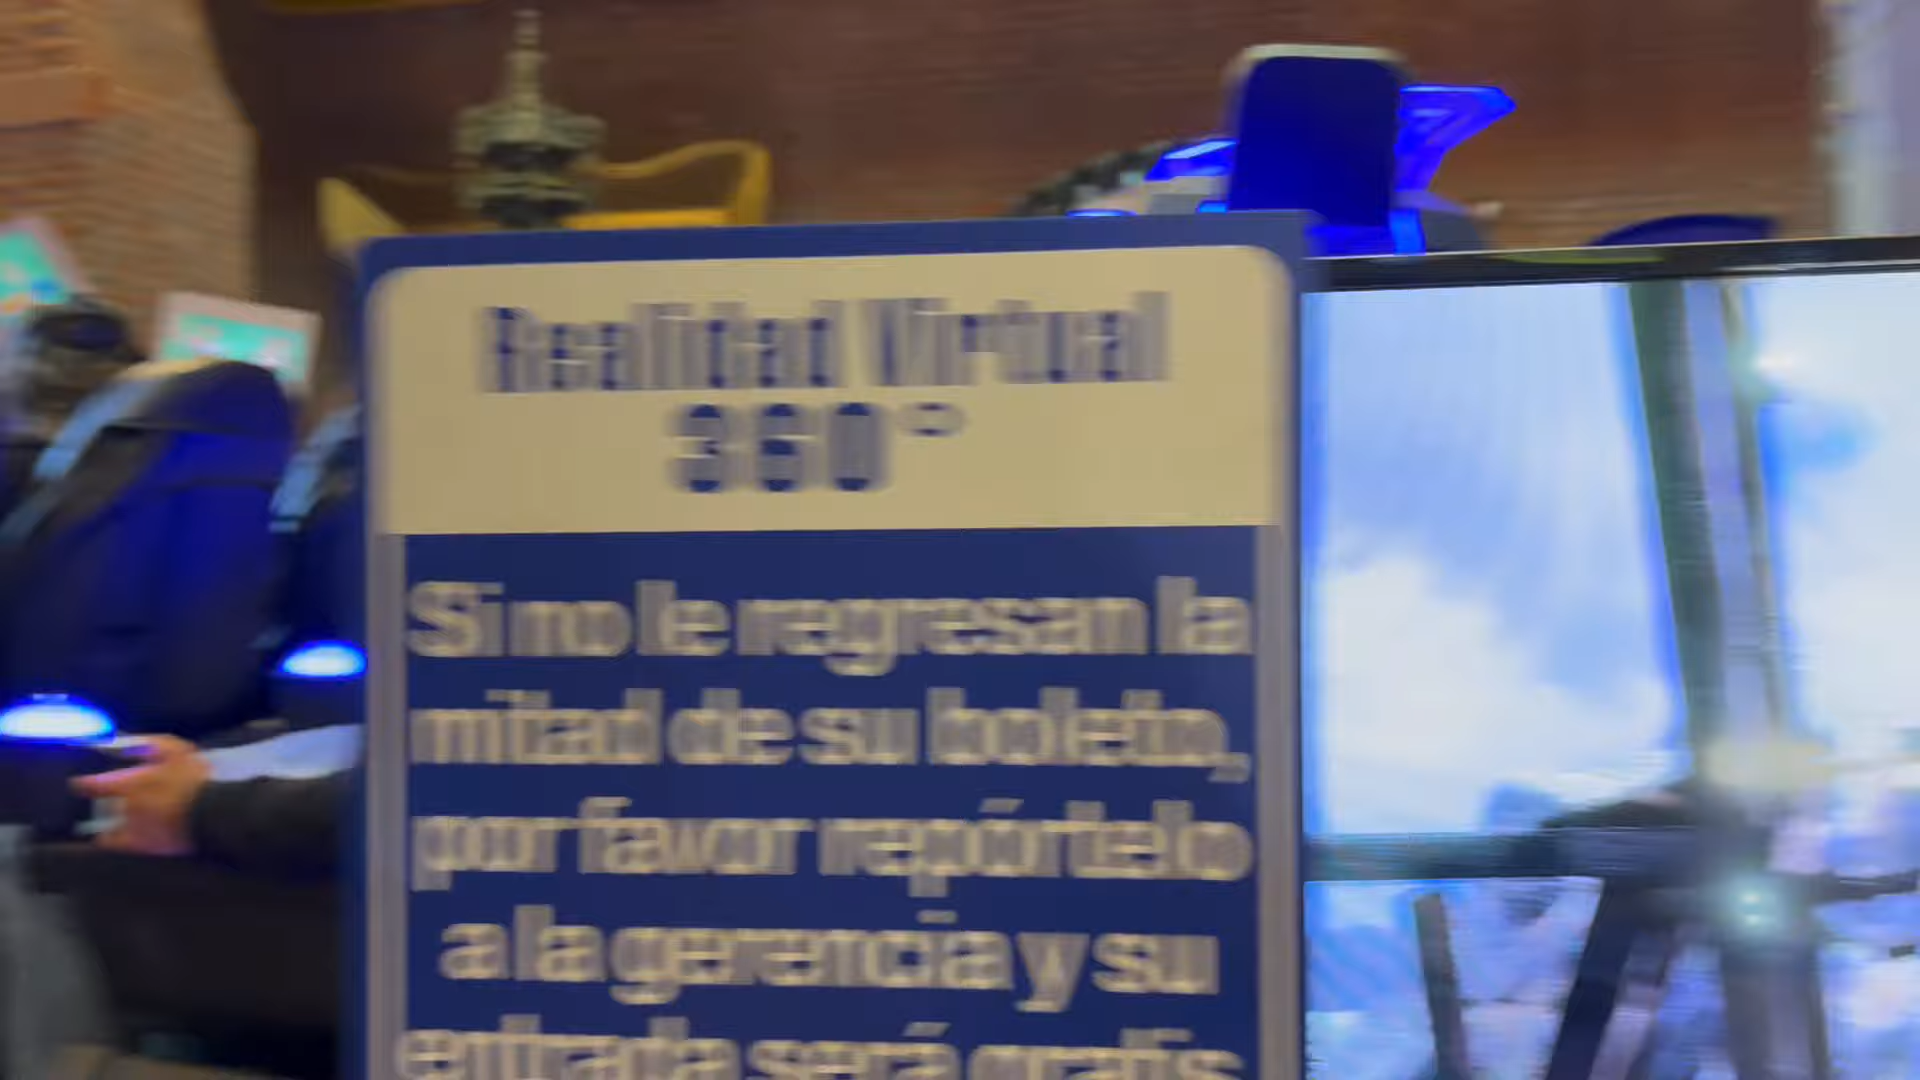 Realidad Virtual
360°
Si no le regresan la
mitad de su boleto,
por favor repórtelo
a la gerencia y su
entrada será gratis